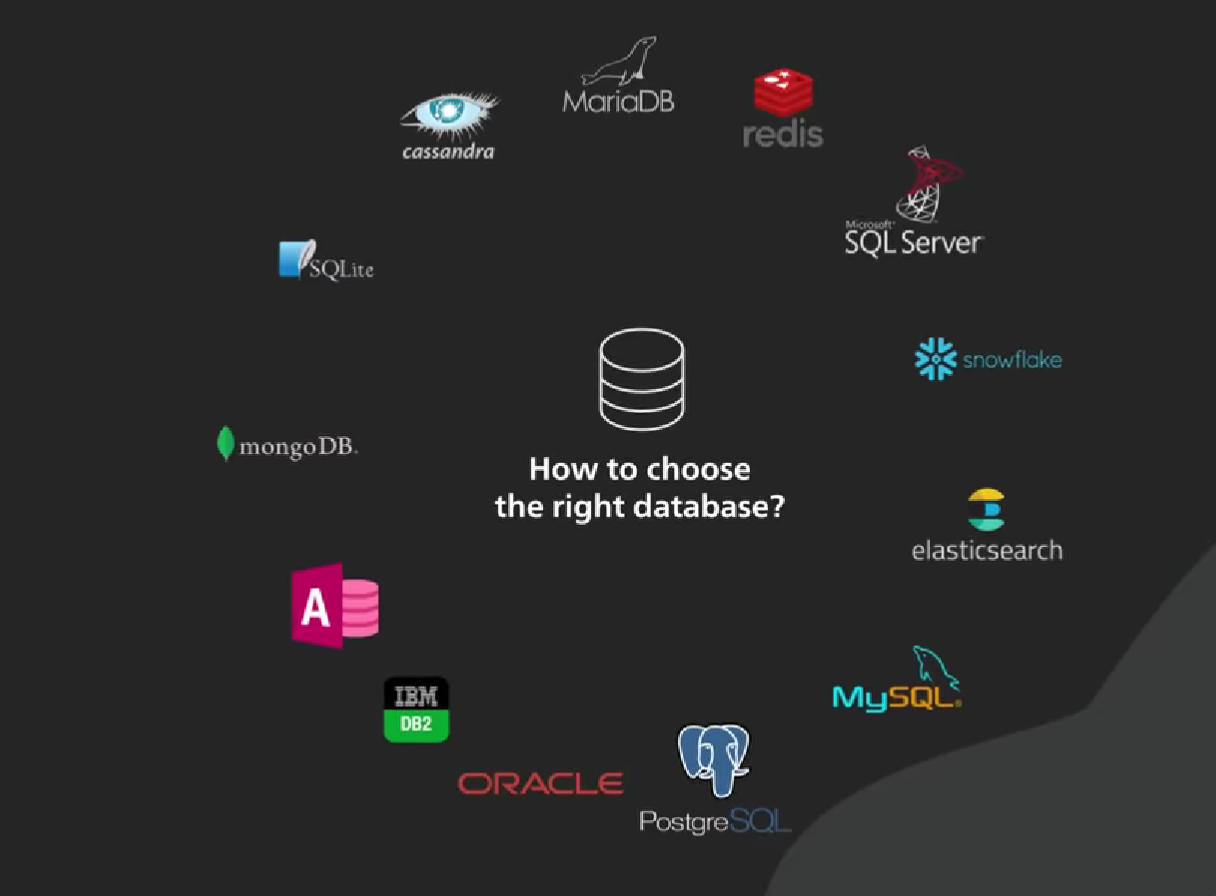 MariaDB
redis
cassandra
Microsoft®
SQL Server
SQLite
snowflake
mongoDB.
How to choose
the right database?
elasticsearch
A
IBM
DB2
MySQL®
ORACLE
PostgreSQL